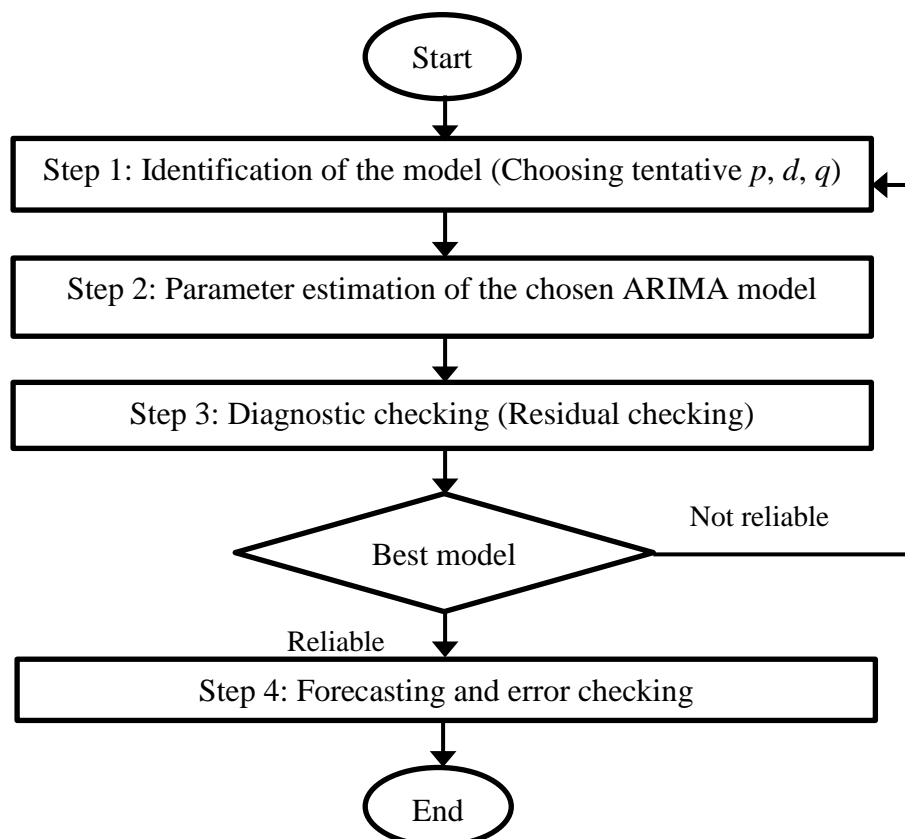 Start
Step 1: Identification of the model (Choosing tentative p, d, q)
Step 2: Parameter estimation of the chosen ARIMA model
Step 3: Diagnostic checking (Residual checking)
Not reliable
Best model
Reliable
Step 4: Forecasting and error checking
End